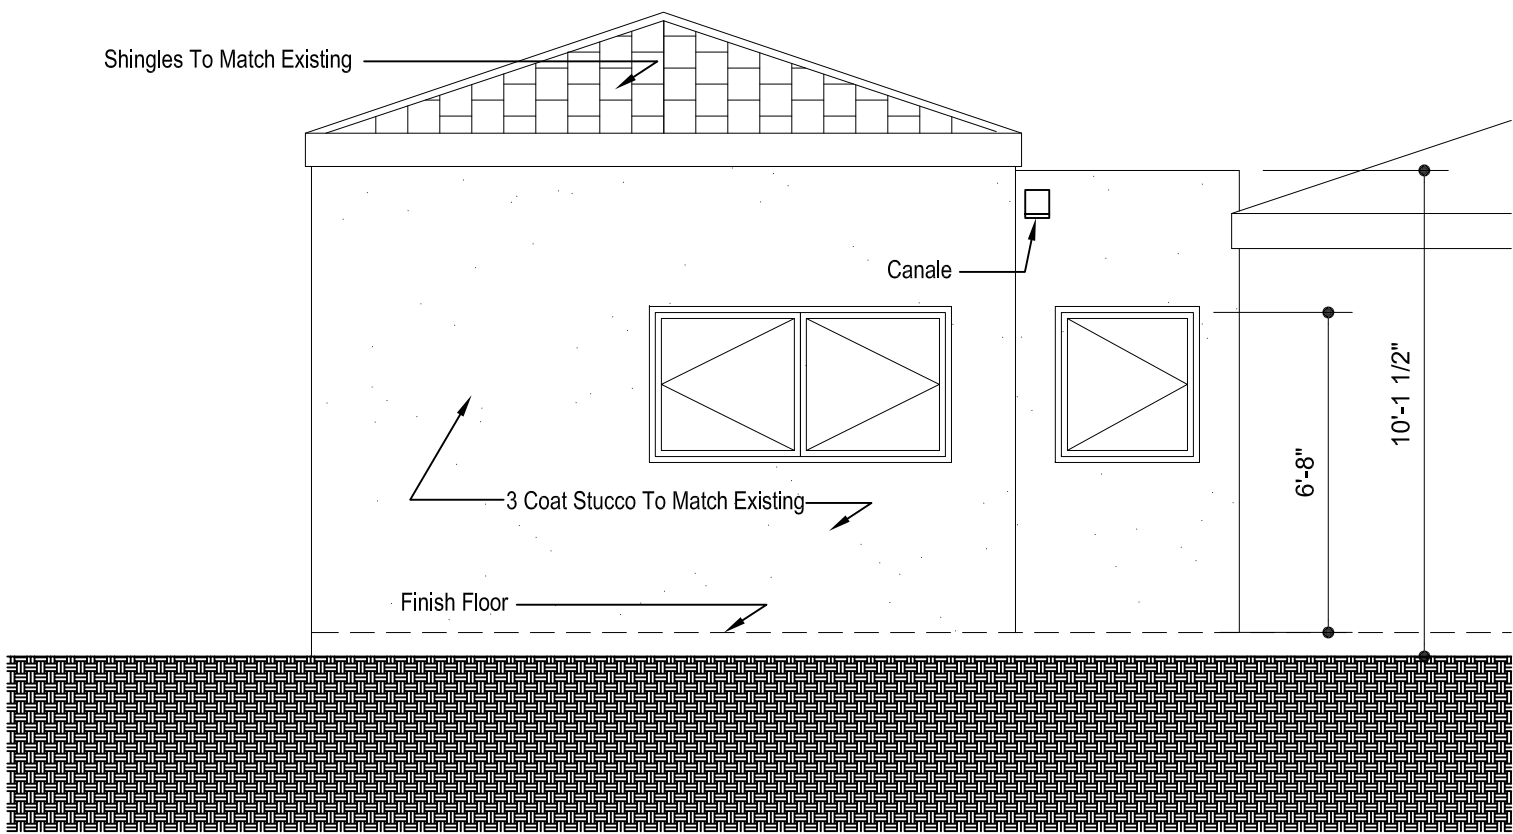 Shingles To Match Existing
Canale
10'-1 1/2"
6'-8"
3 Coat Stucco To Match Existing
Finish Floor